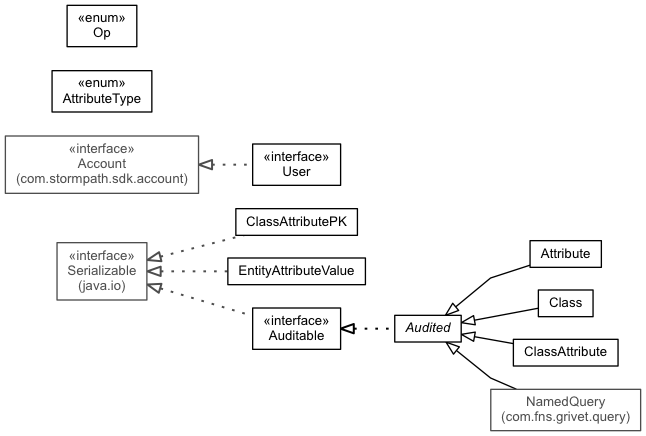 «enum»
Op
«enum»
AttributeType
«interface»
Account
(com.stormpath.sdk.account)
«interface»
User
ClassAttributePK
«interface»
Serializable
(java.io)
EntityAttributeValue
«interface»
Auditable
Audited
Attribute
Class
ClassAttribute
NamedQuery
(com.fns.grivet.query)